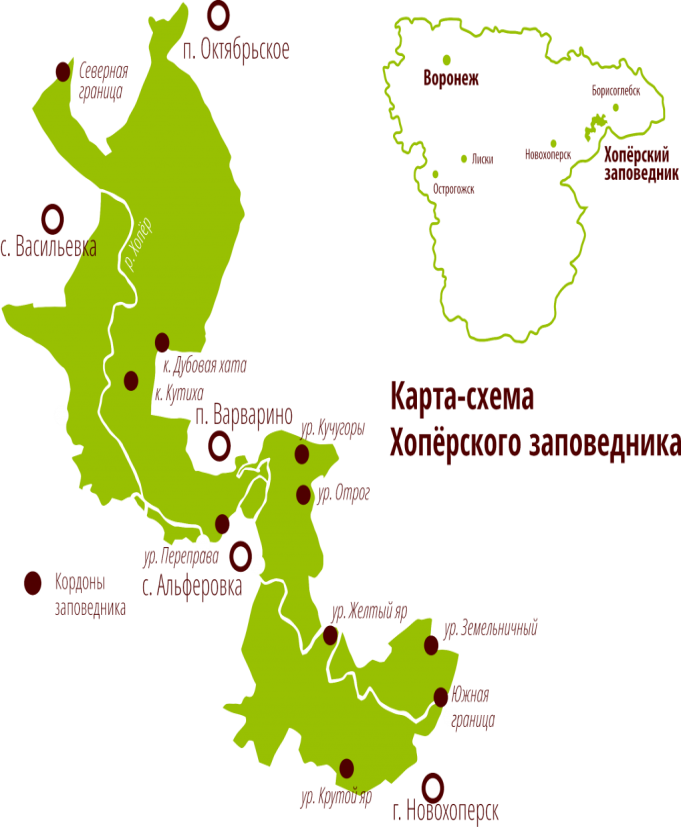 п. Октябрьское
Северная
граница
с. Васильевка
р. Хопёр
к. Дубовая хата
к. Кутиха
п. Варварино
ур. Кучугоры
ур. Отрог
ур. Переправа
с. Альферовка
Кордоны
заповедника
ур. Желтый яр
ур. Земельничный
Южная
граница
ур. Крутой яр
г. Новохоперск
Воронеж
Борисоглебск
Лиски
Новохоперск
Хопёрский
заповедник
Острогожск
Карта-схема
Хопёрского заповедника